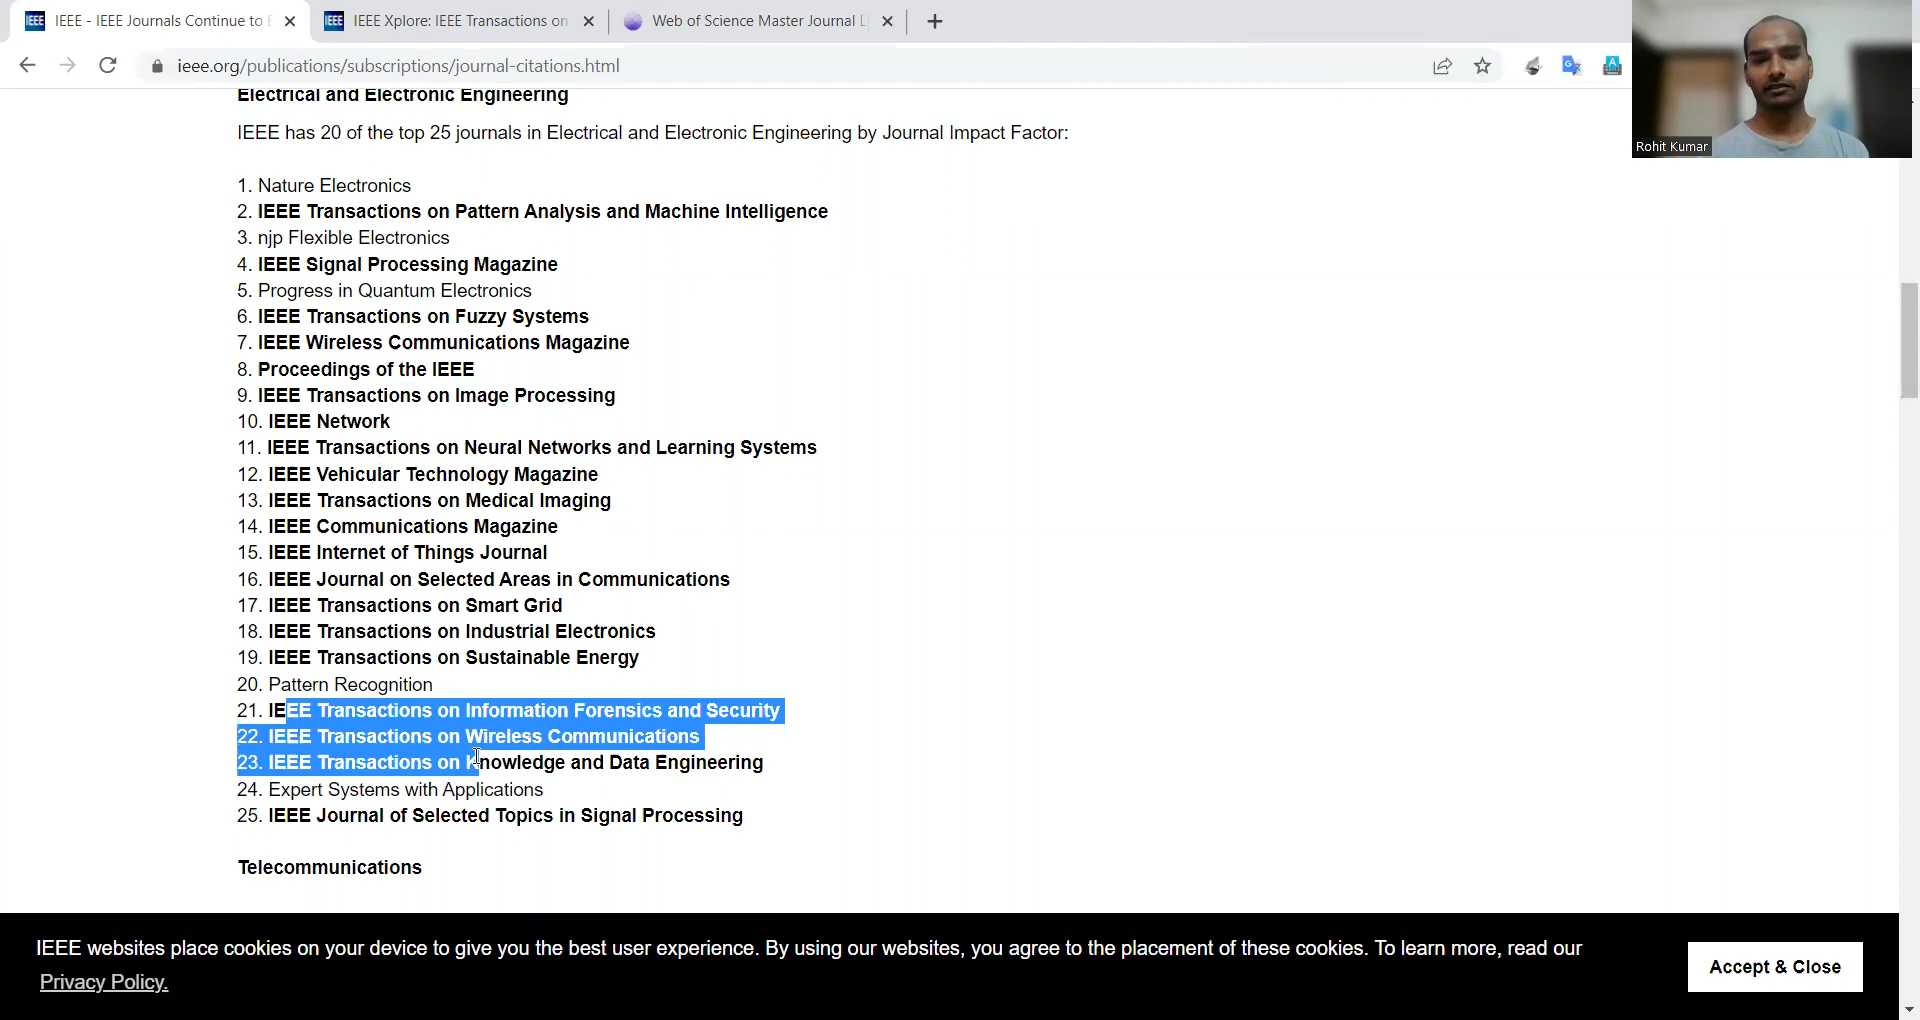 IEEE IEEE - IEEE Journals Continue to E
IEEE IEEE Xplore: IEEE Transactions on
Web of Science Master Journal L
ieee.org/publications/subscriptions/journal-citations.html
Rohit Kumar
Electrical and Electronic Engineering
IEEE has 20 of the top 25 journals in Electrical and Electronic Engineering by Journal Impact Factor:
1. Nature Electronics
2. IEEE Transactions on Pattern Analysis and Machine Intelligence
3. njp Flexible Electronics
4. IEEE Signal Processing Magazine
5. Progress in Quantum Electronics
6. IEEE Transactions on Fuzzy Systems
7. IEEE Wireless Communications Magazine
8. Proceedings of the IEEE
9. IEEE Transactions on Image Processing
10. IEEE Network
11. IEEE Transactions on Neural Networks and Learning Systems
12. IEEE Vehicular Technology Magazine
13. IEEE Transactions on Medical Imaging
14. IEEE Communications Magazine
15. IEEE Internet of Things Journal
16. IEEE Journal on Selected Areas in Communications
17. IEEE Transactions on Smart Grid
18. IEEE Transactions on Industrial Electronics
19. IEEE Transactions on Sustainable Energy
20. Pattern Recognition
21. IEEE Transactions on Information Forensics and Security
22. IEEE Transactions on Wireless Communications
23. IEEE Transactions on Knowledge and Data Engineering
24. Expert Systems with Applications
25. IEEE Journal of Selected Topics in Signal Processing
Telecommunications
IEEE websites place cookies on your device to give you the best user experience. By using our websites, you agree to the placement of these cookies. To learn more, read our
Privacy Policy.
Accept & Close